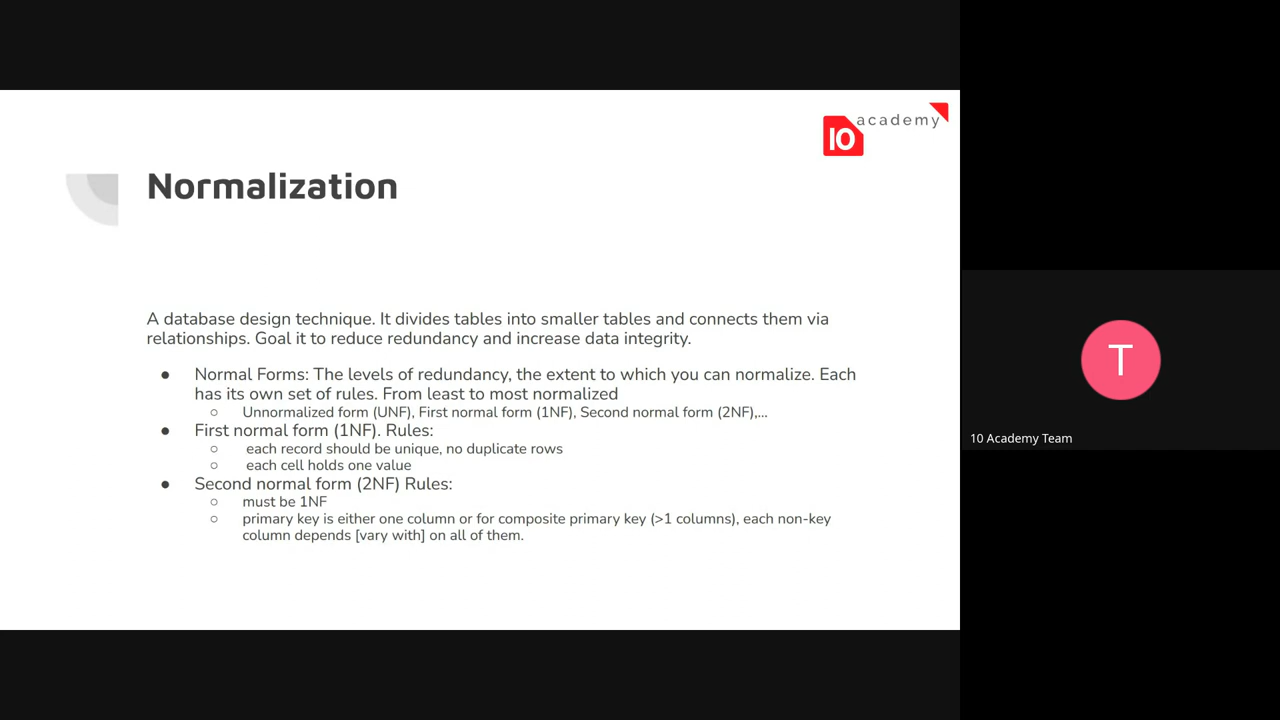 10 academy
Normalization
A database design technique. It divides tables into smaller tables and connects them via
relationships. Goal it to reduce redundancy and increase data integrity.
● Normal Forms: The levels of redundancy, the extent to which you can normalize. Each
has its own set of rules. From least to most normalized
○ Unnormalized form (UNF), First normal form (1NF), Second normal form (2NF),...
● First normal form (1NF). Rules:
○ each record should be unique, no duplicate rows
○ each cell holds one value
● Second normal form (2NF) Rules:
○ must be 1NF
○ primary key is either one column or for composite primary key (>1 columns), each non-key
column depends [vary with] on all of them.
T
10 Academy Team